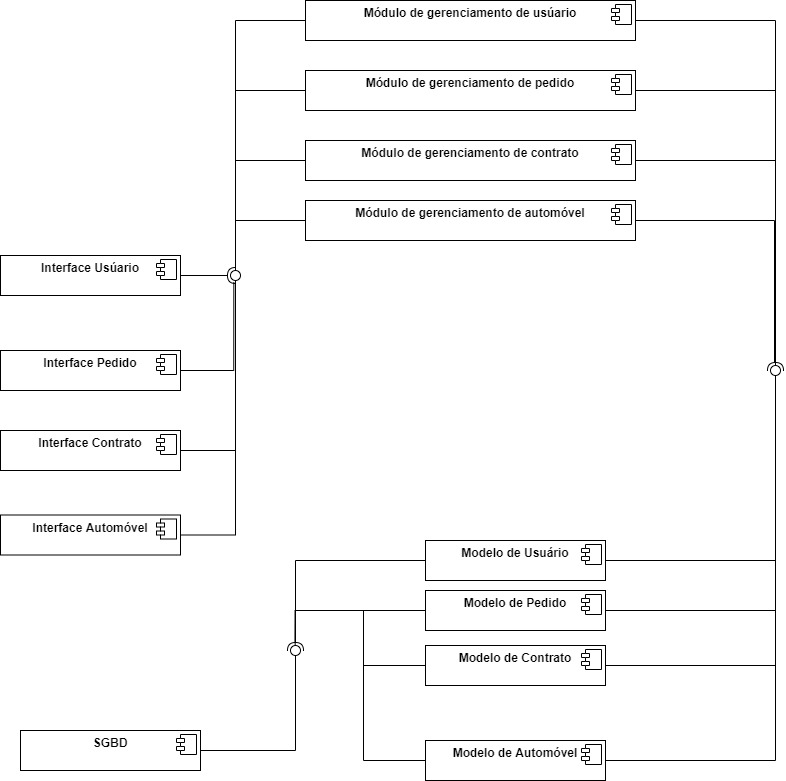 Módulo de gerenciamento de usúario
Módulo de gerenciamento de pedido
Módulo de gerenciamento de contrato
Módulo de gerenciamento de automóvel
Interface Usúario
Interface Pedido
Interface Contrato
Interface Automóvel
Modelo de Usuário
Modelo de Pedido
Modelo de Contrato
SGBD
Modelo de Automóvel